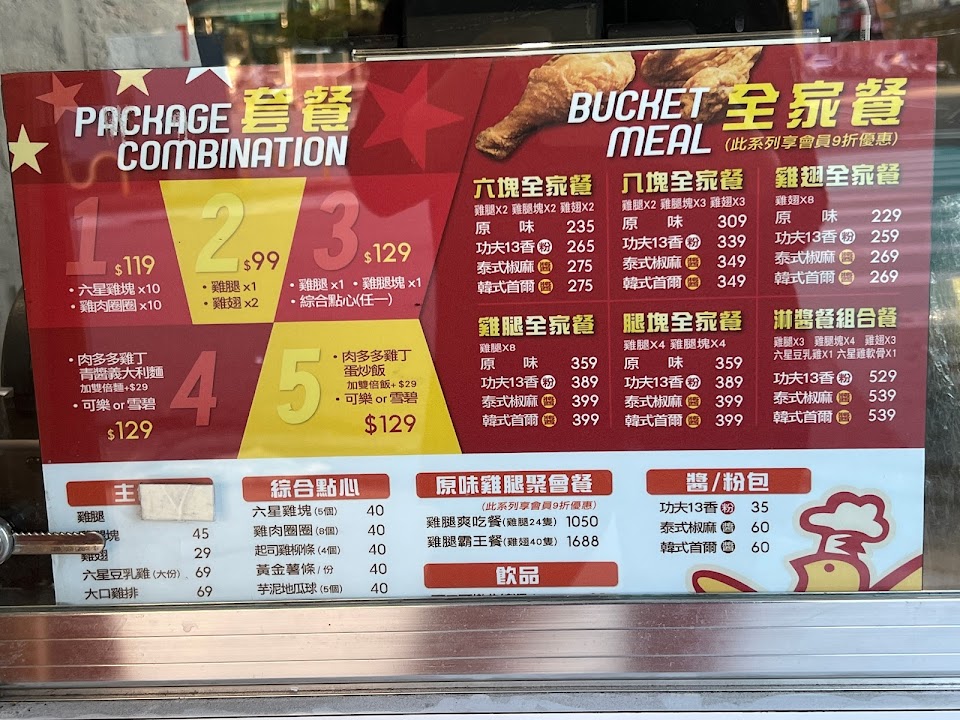 PACKAGE 套餐
COMBINATION
1 $119
・六星雞塊 x10
・雞肉圈圈 x10
2 $99
・雞腿 x1
・雞翅 x2
3 $129
・雞腿 x1 ・雞腿塊 x1
・綜合點心(任一)
4
・肉多多雞丁
青醬義大利麵
加雙倍麵+$29
・可樂 or 雪碧
$129
5
・肉多多雞丁
蛋炒飯
加雙倍飯+$29
・可樂 or 雪碧
$129
BUCKET 全家餐
MEAL (此系列享會員9折優惠)
六塊全家餐
雞腿X2 雞腿塊X2 雞翅X2
原味 235
功夫13香 粉 265
泰式椒麻 醬 275
韓式首爾 醬 275
八塊全家餐
雞腿X2 雞腿塊X3 雞翅X3
原味 309
功夫13香 粉 339
泰式椒麻 醬 349
韓式首爾 醬 349
雞翅全家餐
雞翅X8
原味 229
功夫13香 粉 259
泰式椒麻 醬 269
韓式首爾 醬 269
雞腿全家餐
雞腿X8
原味 359
功夫13香 粉 389
泰式椒麻 醬 399
韓式首爾 醬 399
腿塊全家餐
雞腿X4 雞腿塊X4
原味 359
功夫13香 粉 389
泰式椒麻 醬 399
韓式首爾 醬 399
淋醬餐組合餐
雞腿X3 雞腿塊X4 雞翅X3
六星豆乳雞X1 六星雞軟骨X1
功夫13香 粉 529
泰式椒麻 醬 539
韓式首爾 醬 539
主
雞腿
塊 45
雞翅 29
六星豆乳雞 (大份) 69
大口雞排 69
綜合點心
六星雞塊 (5個) 40
雞肉圈圈 (8個) 40
起司雞柳條 (4個) 40
黃金薯條 /份 40
芋泥地瓜球 (5個) 40
原味雞腿聚會餐
(此系列享會員9折優惠)
雞腿爽吃餐(雞腿24隻) 1050
雞腿霸王餐(雞翅40隻) 1688
飲品
醬/粉包
功夫13香 粉 35
泰式椒麻 醬 60
韓式首爾 醬 60